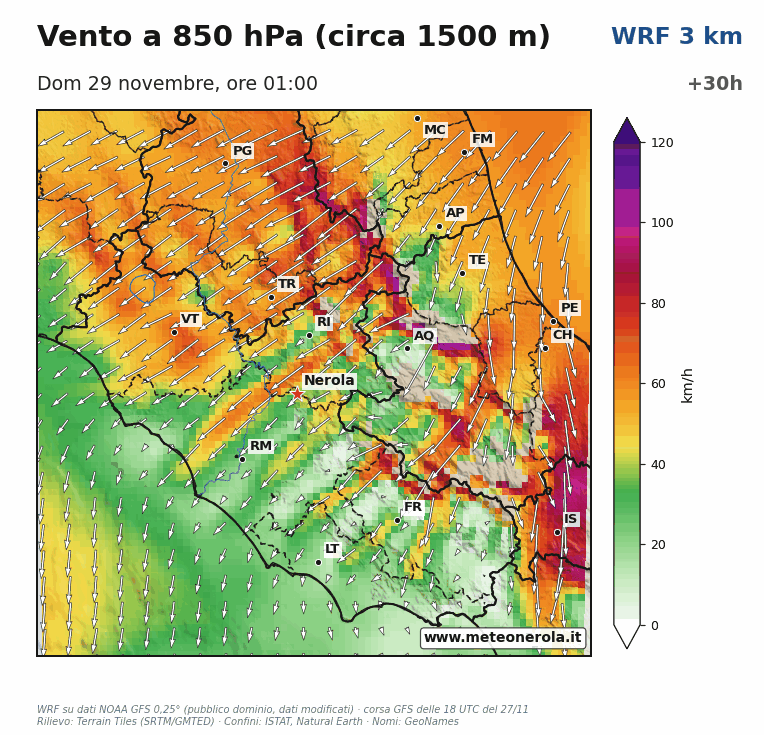 Vento a 850 hPa (circa 1500 m)
WRF 3 km
Dom 29 novembre, ore 01:00
+30h
MC
FM
PG
AP
TE
TR
PE
VT
RI
AQ
CH
Nerola
RM
FR
IS
LT
www.meteonerola.it
120
100
80
60
40
20
0
km/h
WRF su dati NOAA GFS 0,25° (pubblico dominio, dati modificati) · corsa GFS delle 18 UTC del 27/11
Rilievo: Terrain Tiles (SRTM/GMTED) · Confini: ISTAT, Natural Earth · Nomi: GeoNames